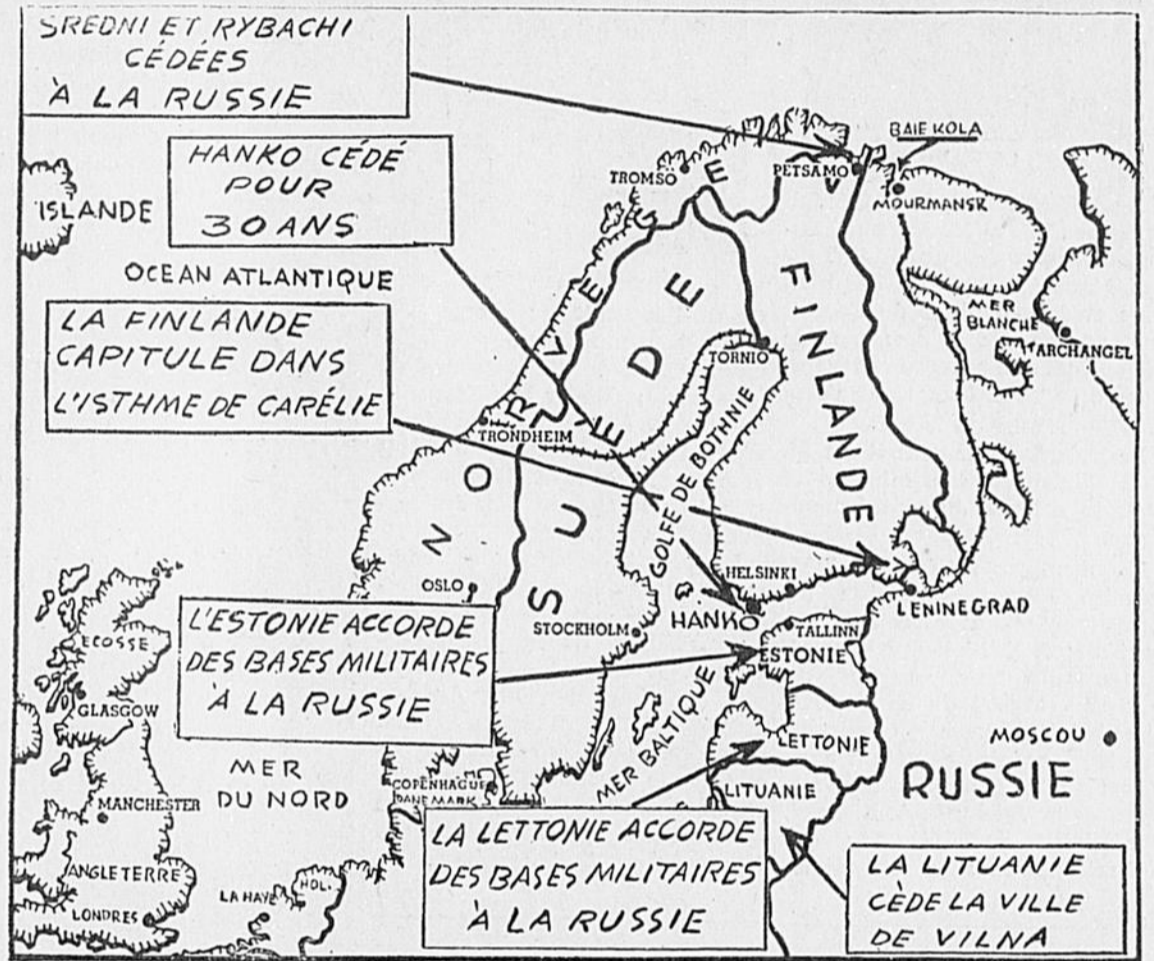 SREDNI ET RYBACHI
CÉDÉES
À LA RUSSIE
HANKO CÉDÉ
POUR
30 ANS
ISLANDE
OCEAN ATLANTIQUE
LA FINLANDE
CAPITULE DANS
L'ISTHME DE CARÉLIE
BAIE KOLA
TROMSÖ
PETSAMO
MOURMANSK
MER
BLANCHE
ARCHANGEL
NORVEGE
SUÈDE
FINLANDE
TORNIO
TRONDHEIM
GOLFE DE BOTHNIE
OSLO
HELSINKI
HANKO
LENINEGRAD
STOCKHOLM
TALLINN
ESTONIE
L'ESTONIE ACCORDE
DES BASES MILITAIRES
À LA RUSSIE
ECOSSE
GLASGOW
MER
DU NORD
MER BALTIQUE
LETTONIE
MOSCOU
RUSSIE
COPENHAGUE
DANEMARK
LITUANIE
MANCHESTER
ANGLETERRE
LA HAYE
HOL.
LONDRES
LA LETTONIE ACCORDE
DES BASES MILITAIRES
À LA RUSSIE
LA LITUANIE
CÈDE LA VILLE
DE VILNA